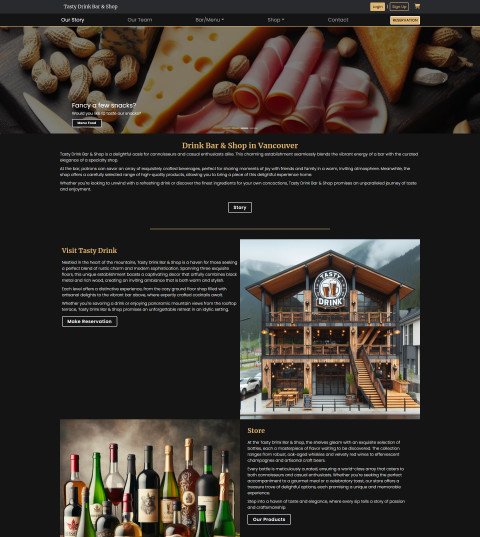 Tasty Drink Bar & Shop
Login / Sign Up
Our Story Our Team Bar/Menu Shop Contact RESERVATION
Fancy a few snacks?
Would you like to taste our snacks?
Menu Food
Drink Bar & Shop in Vancouver
Tasty Drink Bar & Shop is a delightful oasis for connoisseurs and casual enthusiasts alike. This charming establishment seamlessly blends the vibrant energy of a bar with the curated
elegance of a specialty shop.
At the bar, patrons can savor an array of exquisitely crafted beverages, perfect for sharing moments of joy with friends and family in a warm, inviting atmosphere. Meanwhile, the
shop offers a carefully selected range of high-quality products, allowing you to bring a piece of this delightful experience home.
Whether you're looking to unwind with a refreshing drink or discover the finest ingredients for your own concoctions, Tasty Drink Bar & Shop promises an unparalleled journey of taste
and enjoyment.
Story
Visit Tasty Drink
Nestled in the heart of the mountains, Tasty Drink Bar & Shop is a haven for those seeking
a perfect blend of rustic charm and modern sophistication. Spanning three exquisite
floors, this unique establishment boasts a captivating decor that artfully combines black
metal and rich wood, creating an inviting ambiance that is both warm and stylish.
Each level offers a distinctive experience, from the cozy ground floor shop filled with
artisanal delights to the vibrant bar above, where expertly crafted cocktails await.
Whether you're savoring a drink or enjoying panoramic mountain views from the rooftop
terrace, Tasty Drink Bar & Shop promises an unforgettable retreat in an idyllic setting.
Make Reservation
TASTY
DRINK
Store
At the Tasty Drink Bar & Shop, the shelves gleam with an exquisite selection of
bottles, each a masterpiece of flavor waiting to be discovered. The collection
ranges from robust, oak-aged whiskies and velvety red wines to effervescent
champagnes and artisanal craft beers.
Every bottle is meticulously curated, ensuring a world-class array that caters to
both connoisseurs and casual enthusiasts. Whether you're seeking the perfect
accompaniment to a gourmet meal or a celebratory toast, our store offers a
treasure trove of delightful options, each promising a unique and memorable
experience.
Step into a haven of taste and elegance, where every sip tells a story of passion
and craftsmanship.
Our Products